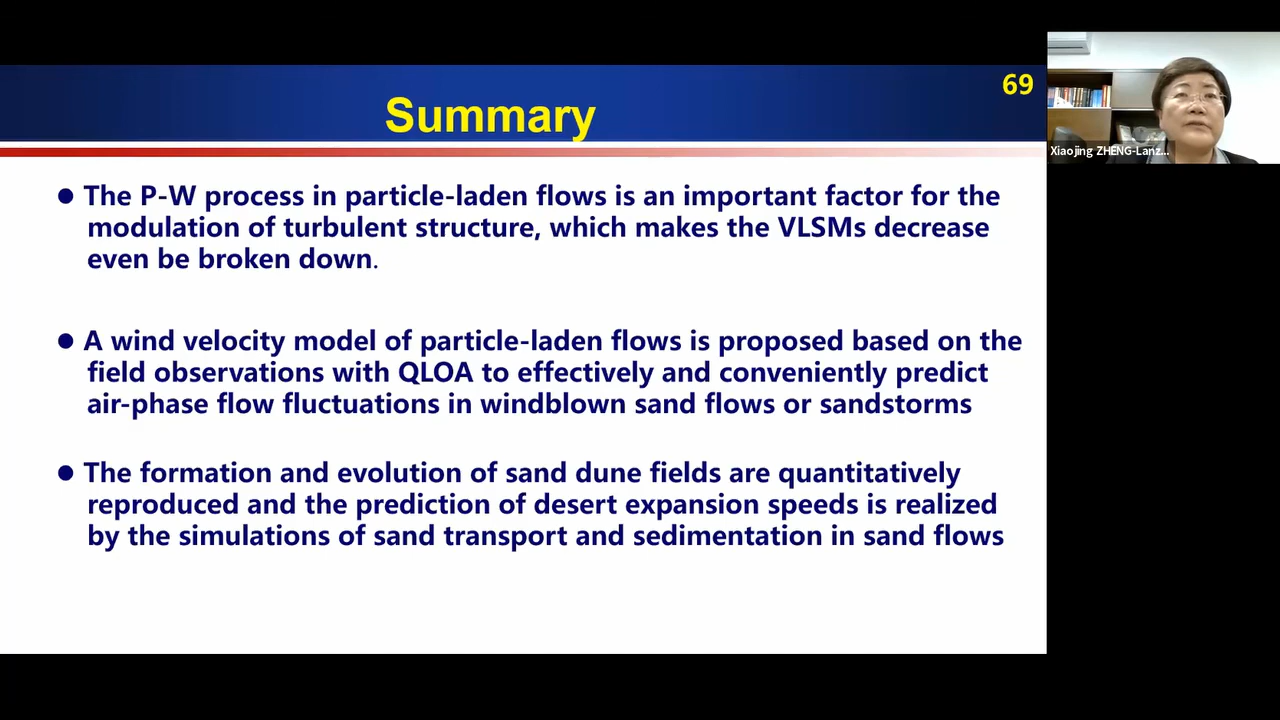 69
Summary
Xiaojing ZHENG-Lanz...
● The P-W process in particle-laden flows is an important factor for the
modulation of turbulent structure, which makes the VLSMs decrease
even be broken down.
● A wind velocity model of particle-laden flows is proposed based on the
field observations with QLOA to effectively and conveniently predict
air-phase flow fluctuations in windblown sand flows or sandstorms
● The formation and evolution of sand dune fields are quantitatively
reproduced and the prediction of desert expansion speeds is realized
by the simulations of sand transport and sedimentation in sand flows